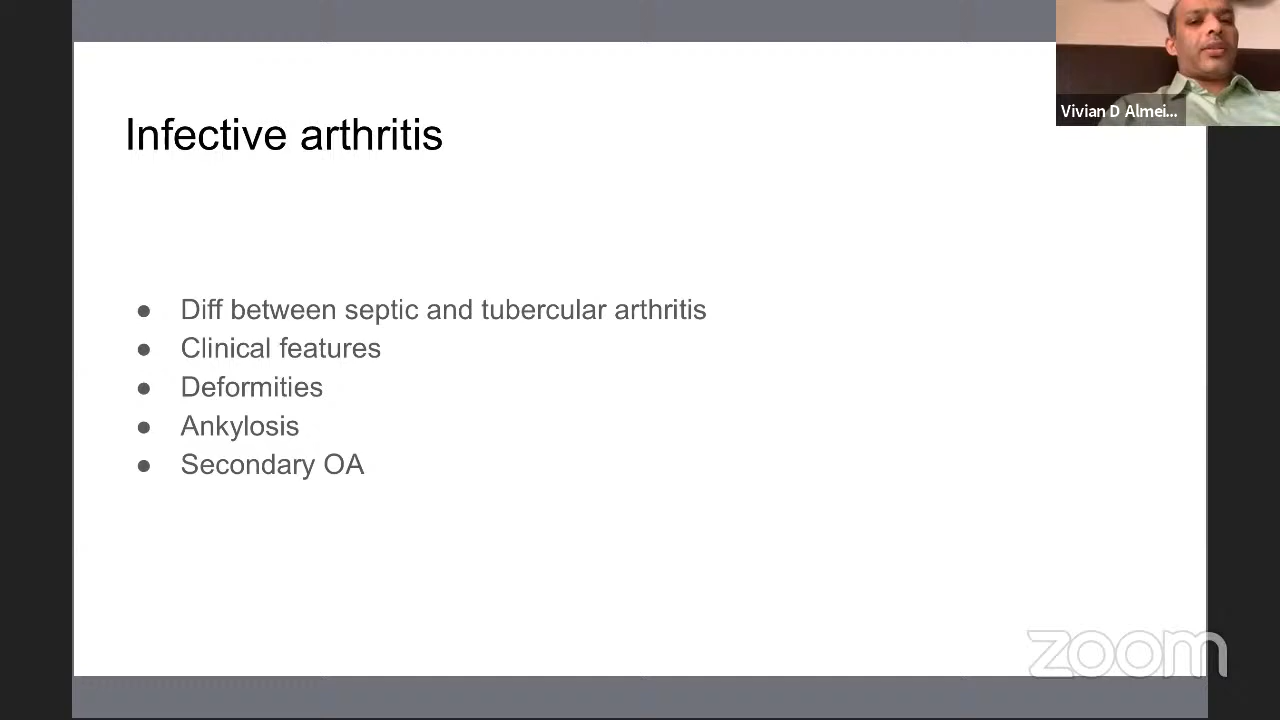 Vivian D Almei...
Infective arthritis
● Diff between septic and tubercular arthritis
● Clinical features
● Deformities
● Ankylosis
● Secondary OA
zoom